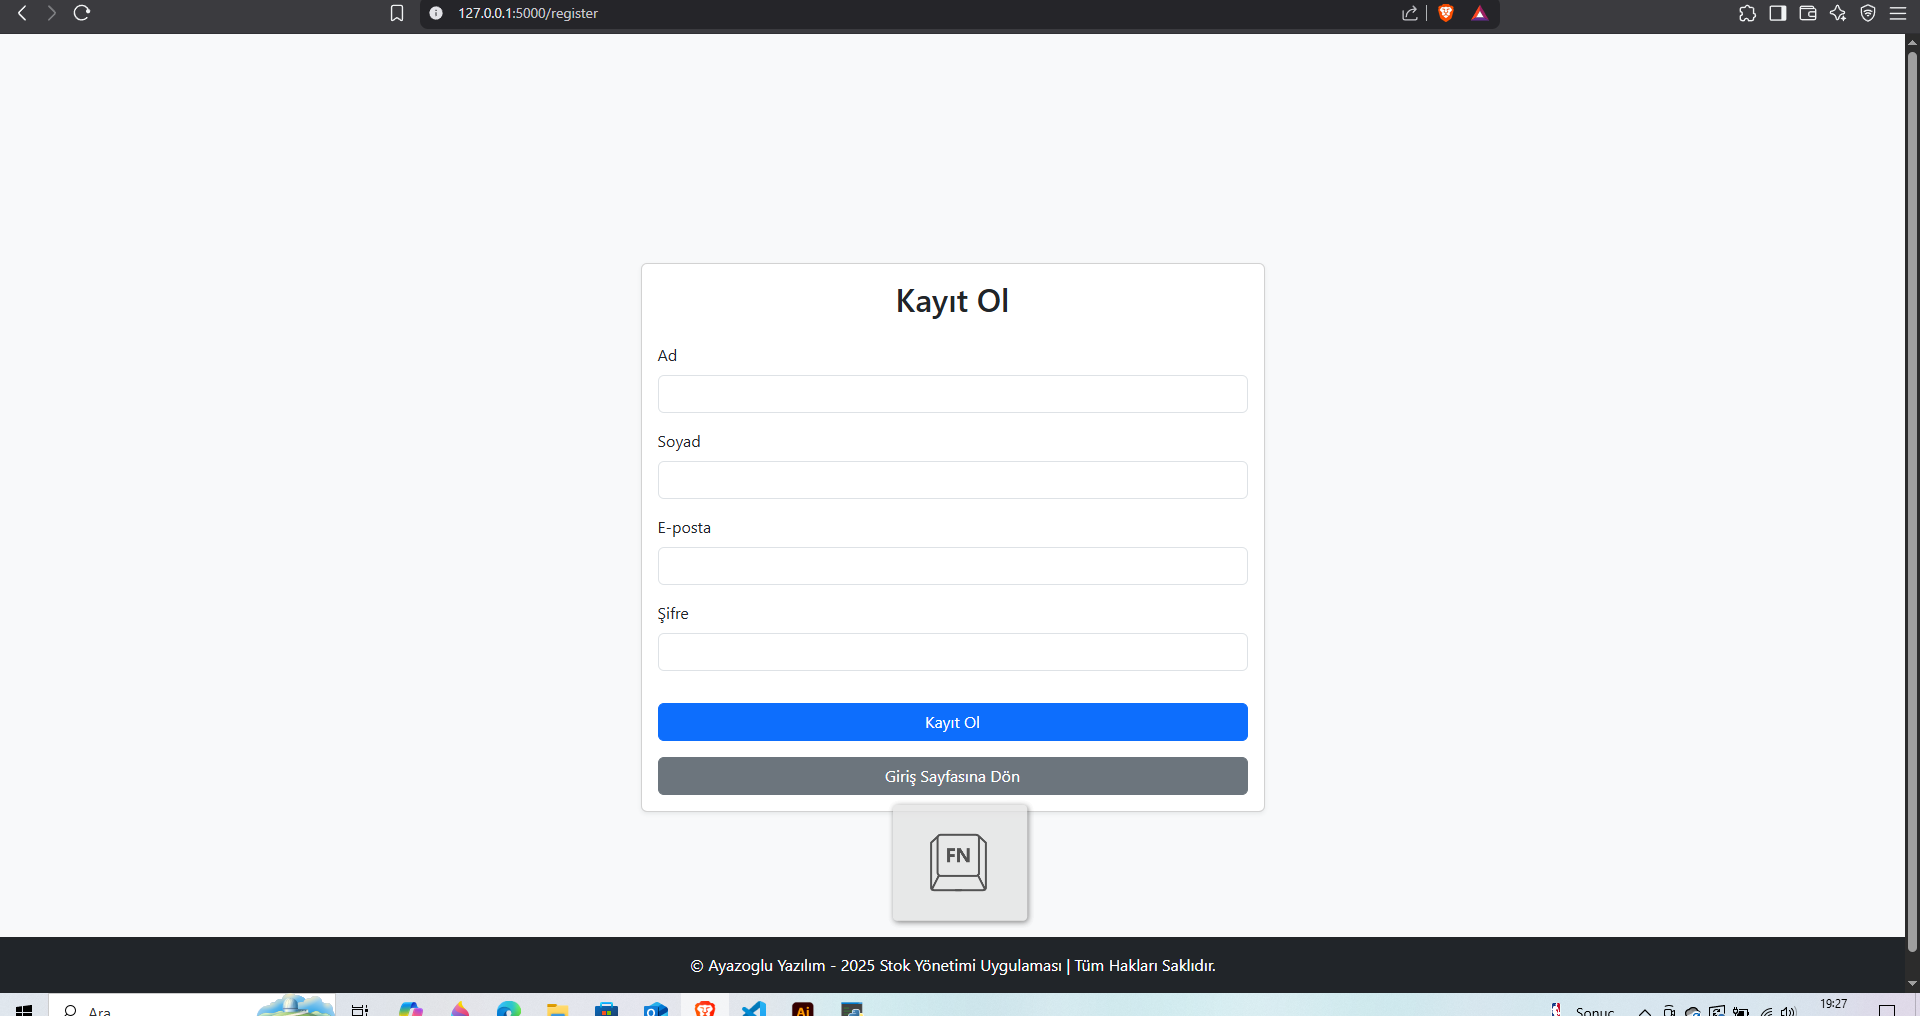 127.0.0.1:5000/register
Kayıt Ol
Ad
Soyad
E-posta
Şifre
Kayıt Ol
Giriş Sayfasına Dön
FN
© Ayazoglu Yazılım - 2025 Stok Yönetimi Uygulaması | Tüm Hakları Saklıdır.
Ara
Ai
Sonuç
19:27